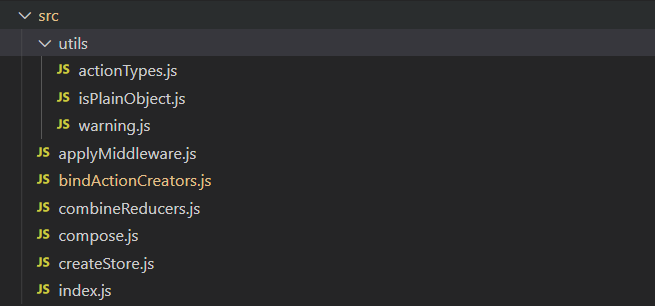 src
utils
JS actionTypes.js
JS isPlainObject.js
JS warning.js
JS applyMiddleware.js
JS bindActionCreators.js
JS combineReducers.js
JS compose.js
JS createStore.js
JS index.js